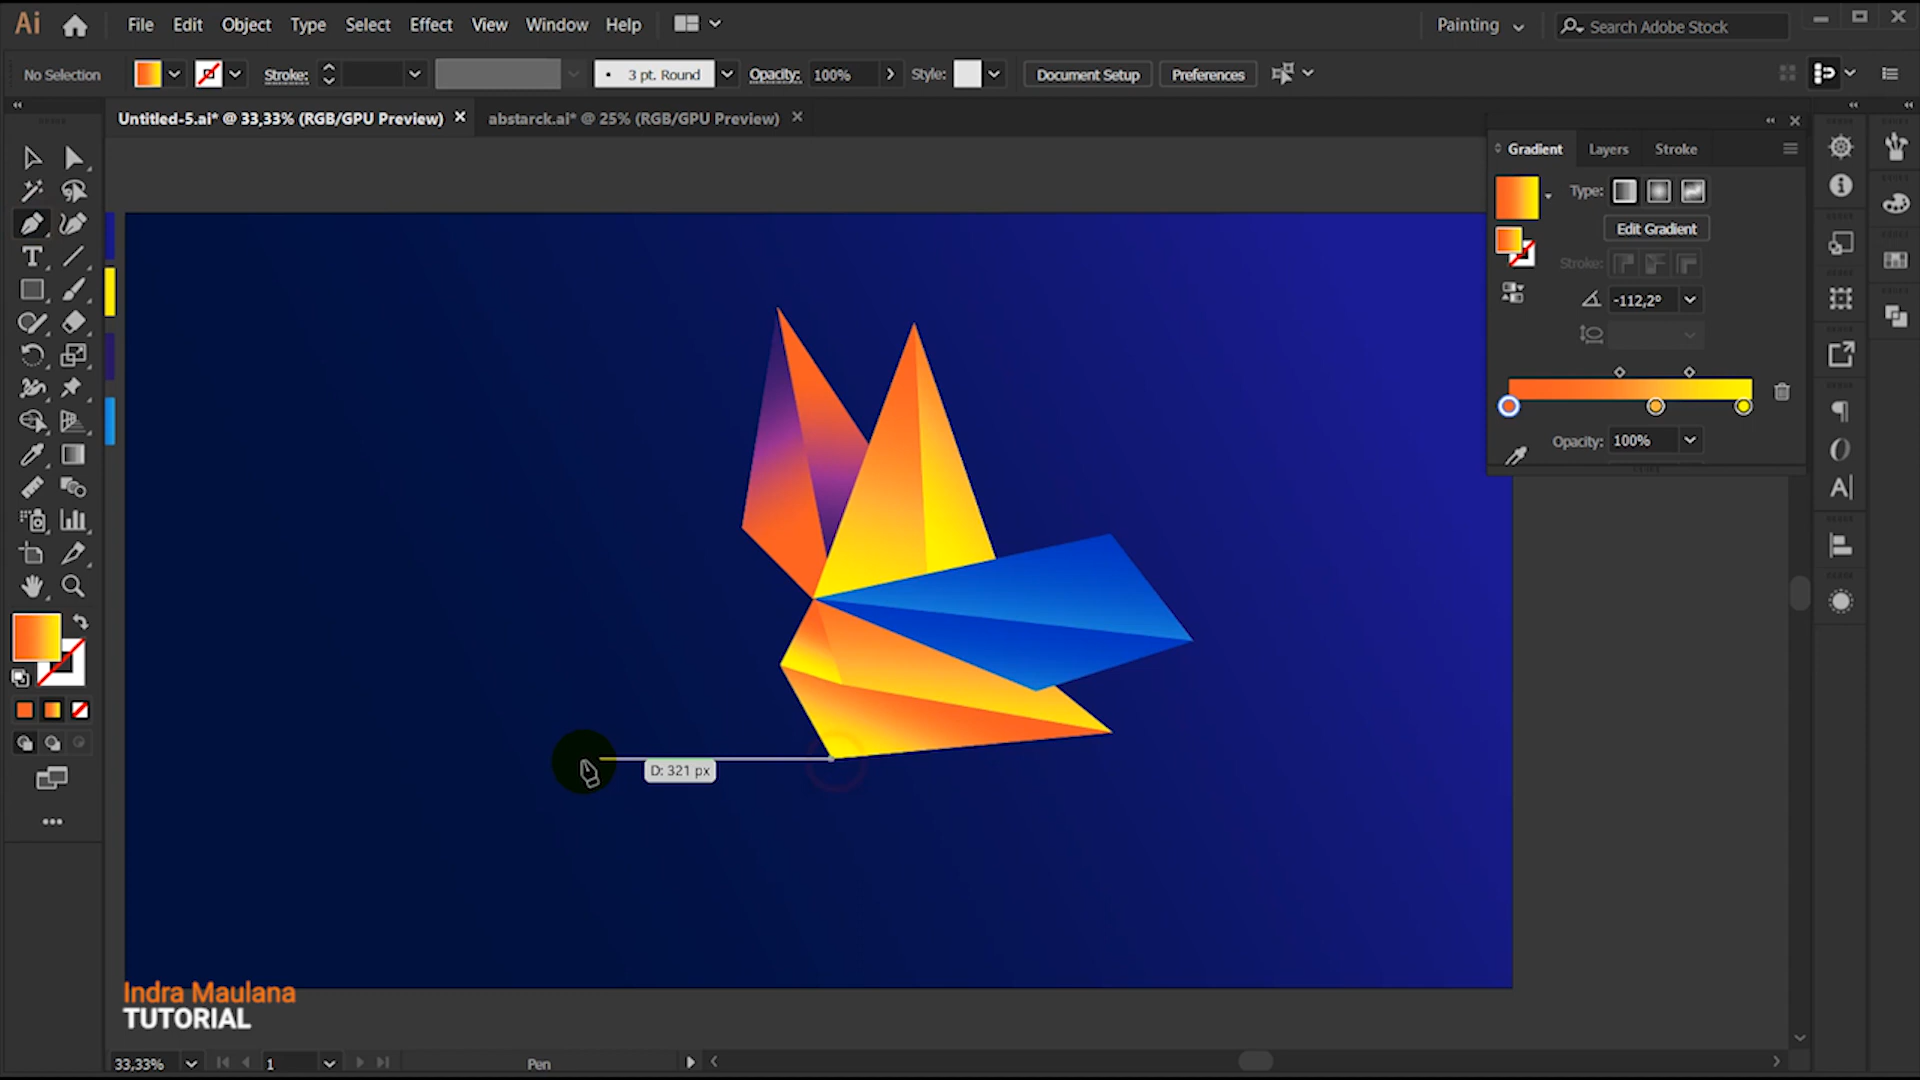 Ai
File Edit Object Type Select Effect View Window Help
Painting
Search Adobe Stock
No Selection
Stroke:
3 pt. Round
Opacity: 100%
Style:
Document Setup
Preferences
Untitled-5.ai* @ 33,33% (RGB/GPU Preview)
abstarck.ai* @ 25% (RGB/GPU Preview)
Gradient Layers Stroke
Type:
Edit Gradient
Stroke:
-112,2°
Opacity: 100%
D: 321 px
Indra Maulana
TUTORIAL
33,33%
1
Pen